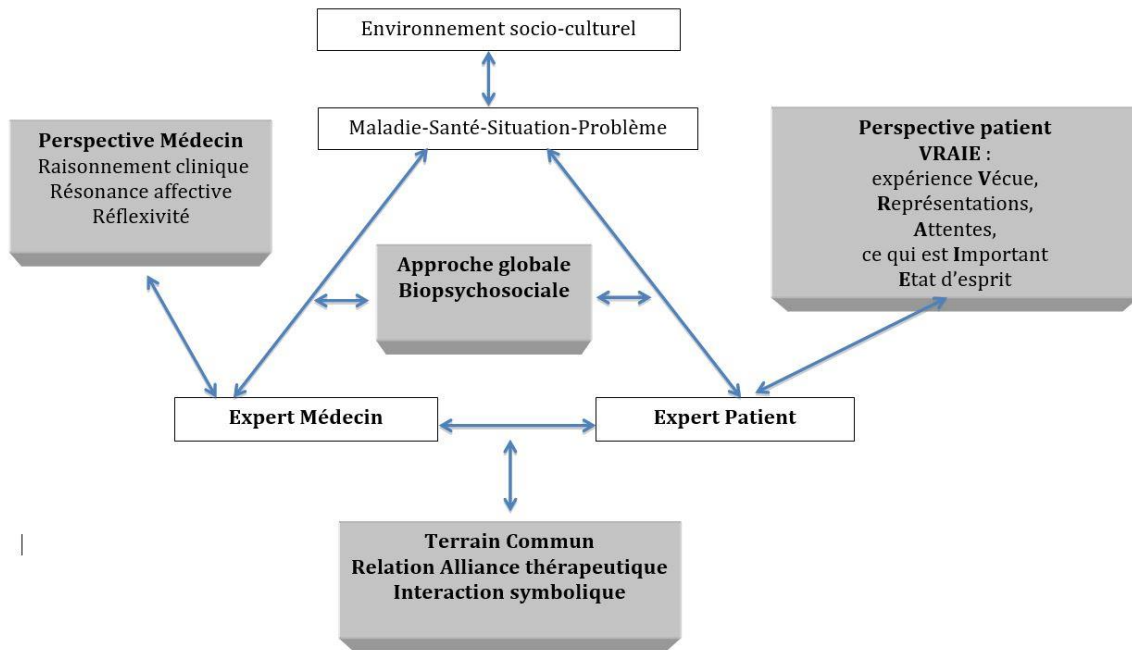 Environnement socio-culturel
Maladie-Santé-Situation-Problème
Perspective Médecin
Raisonnement clinique
Résonance affective
Réflexivité
Perspective patient
VRAIE :
expérience Vécue,
Représentations,
Attentes,
ce qui est Important
Etat d'esprit
Approche globale
Biopsychosociale
Expert Médecin
Expert Patient
Terrain Commun
Relation Alliance thérapeutique
Interaction symbolique